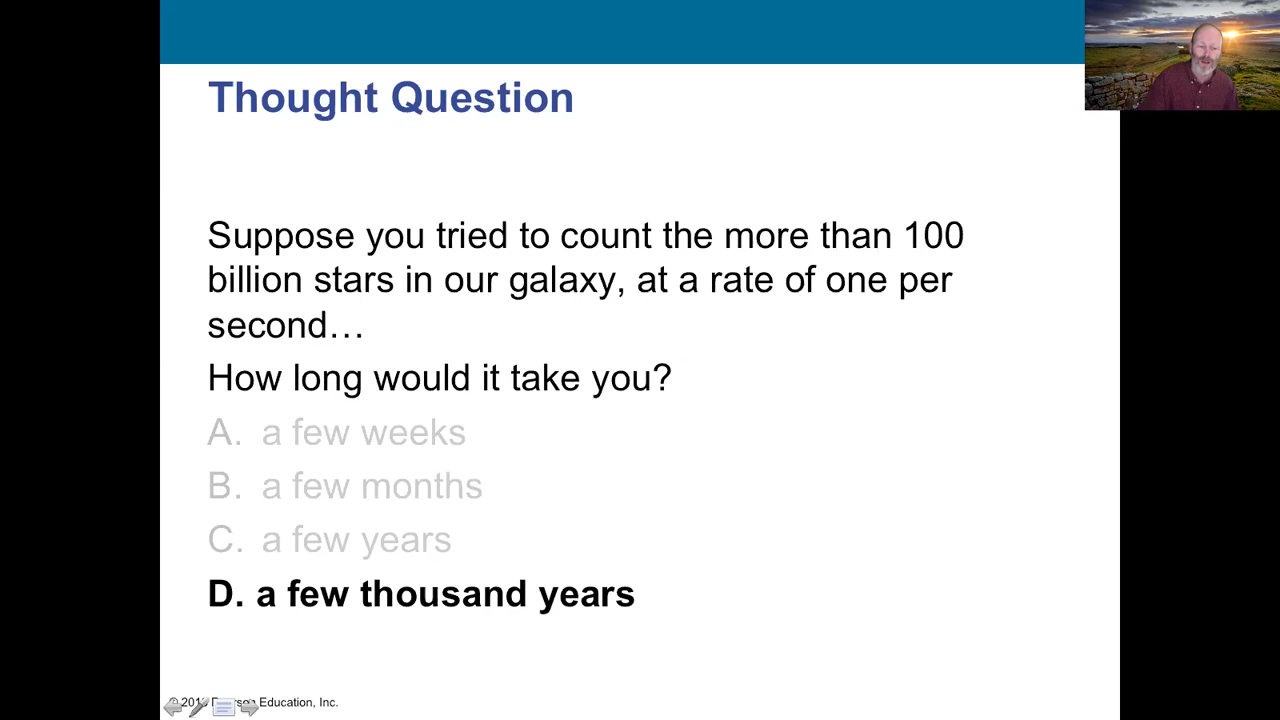 Thought Question
Suppose you tried to count the more than 100
billion stars in our galaxy, at a rate of one per
second…
How long would it take you?
A. a few weeks
B. a few months
C. a few years
D. a few thousand years
Education, Inc.